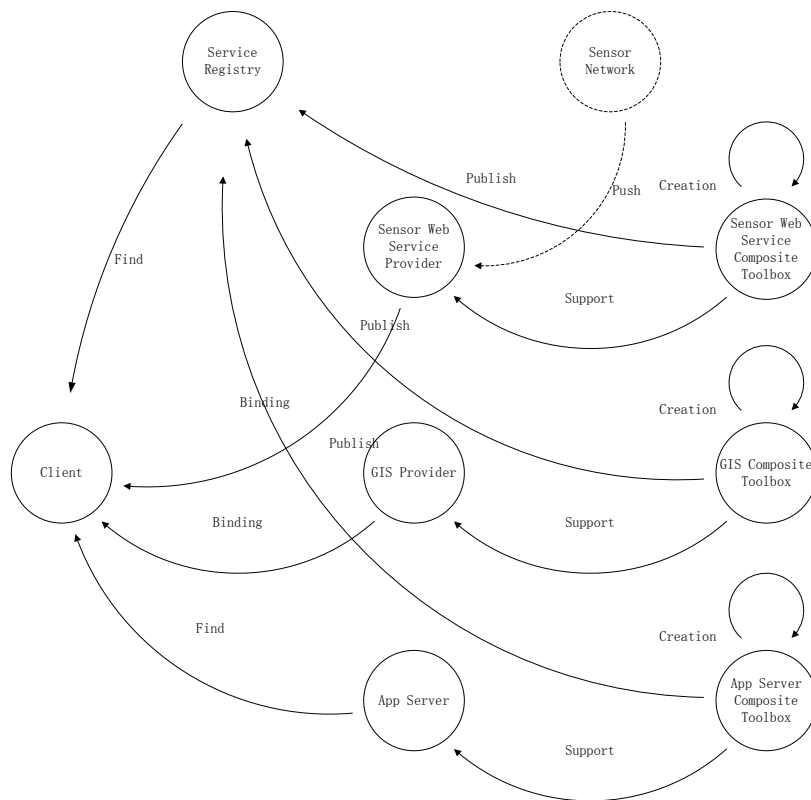 Service
Registry
Sensor
Network
Publish
Push
Creation
Sensor Web
Service
Provider
Sensor Web
Service
Composite
Toolbox
Find
Support
Publish
Binding
Creation
Publish
Client
GIS Provider
GIS Composite
Toolbox
Binding
Support
Find
Creation
App Server
App Server
Composite
Toolbox
Support